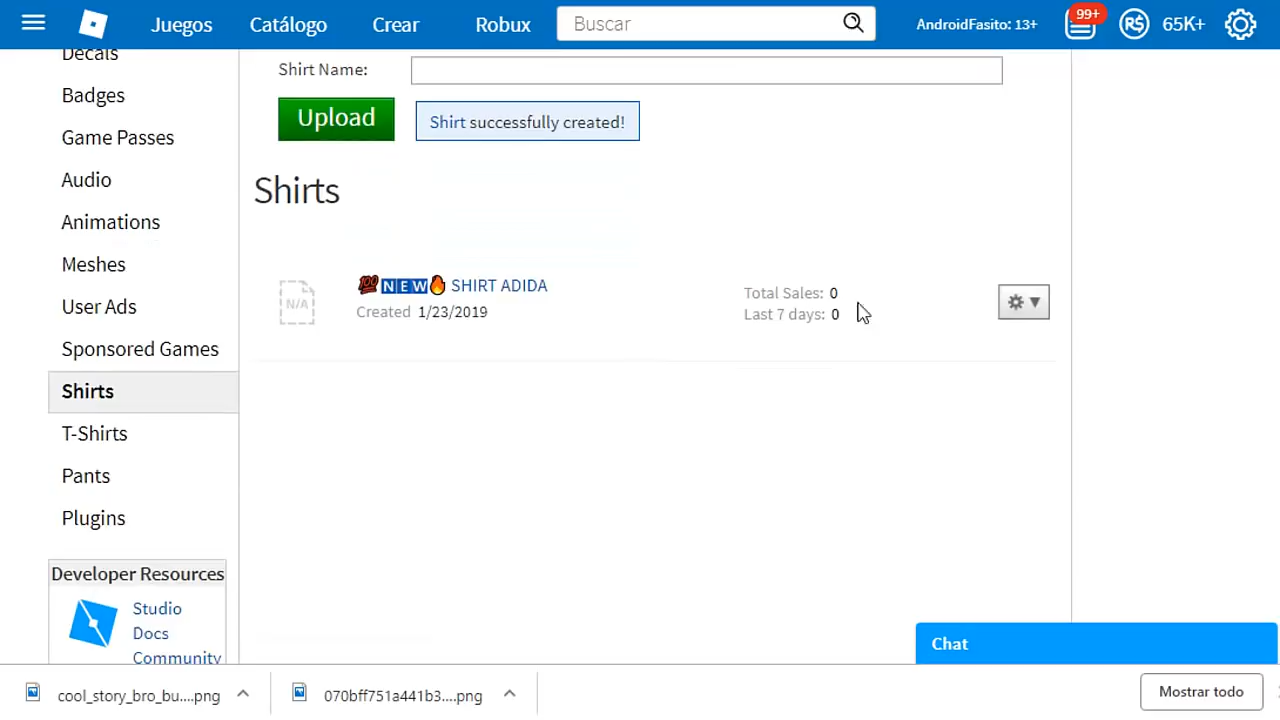 Juegos Catálogo Crear Robux Buscar AndroidFasito: 13+ 99+ R$ 65K+
Decals
Badges
Game Passes
Audio
Animations
Meshes
User Ads
Sponsored Games
Shirts
T-Shirts
Pants
Plugins
Developer Resources
Studio
Docs
Community
Shirt Name:
Upload Shirt successfully created!
Shirts
N/A
💯🇳🇪🇼🔥 SHIRT ADIDA
Created 1/23/2019
Total Sales: 0
Last 7 days: 0
Chat
cool_story_bro_bu....png 070bff751a441b3....png Mostrar todo